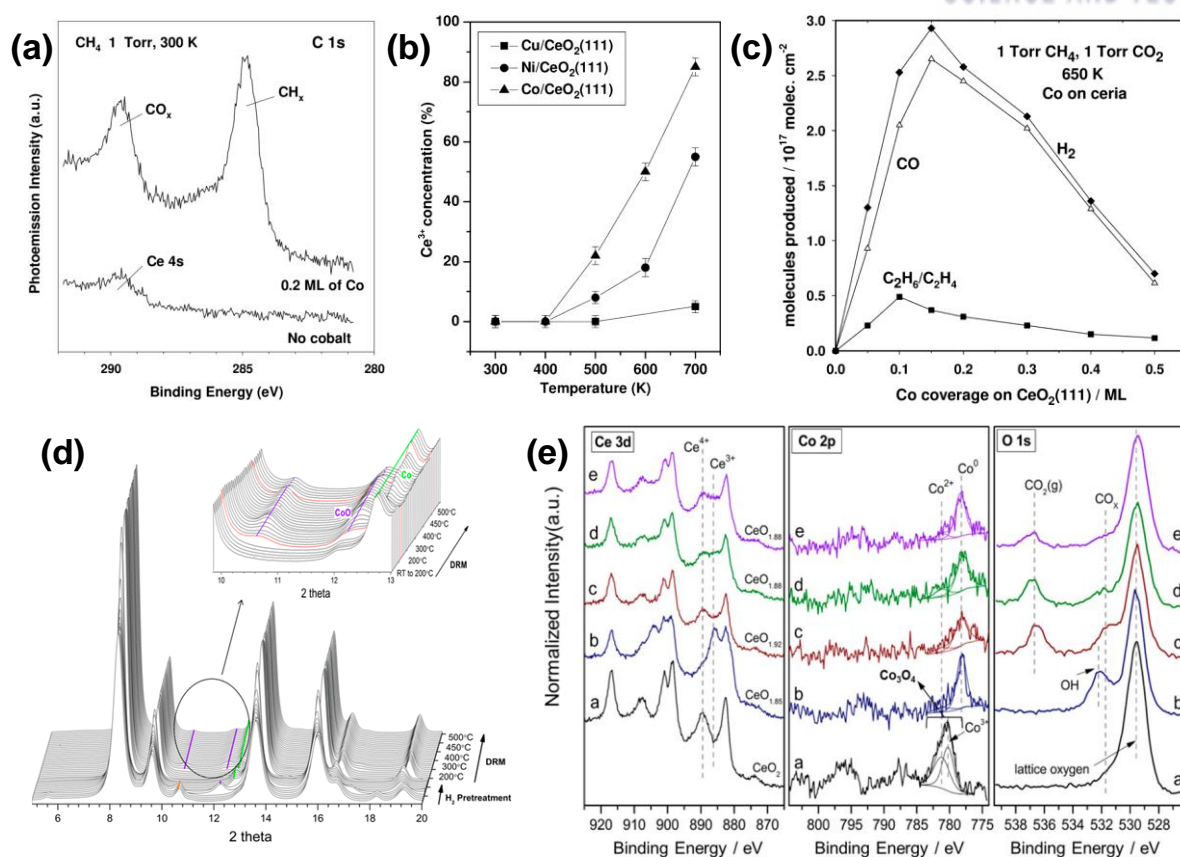 (a)
CH₄ 1 Torr, 300 K
C 1s
COₓ
CHₓ
Ce 4s
0.2 ML of Co
No cobalt
Photoemission Intensity (a.u.)
290
285
280
Binding Energy (eV)
(b)
Cu/CeO₂(111)
Ni/CeO₂(111)
Co/CeO₂(111)
Ce³⁺ concentration (%)
100
80
60
40
20
0
300 400 500 600 700
Temperature (K)
(c)
1 Torr CH₄, 1 Torr CO₂
650 K
Co on ceria
CO
H₂
C₂H₆/C₂H₄
molecules produced / 10¹⁷ molec. cm⁻²
3.0
2.5
2.0
1.5
1.0
0.5
0.0
0.0 0.1 0.2 0.3 0.4 0.5
Co coverage on CeO₂(111) / ML
(d)
Co
CoO
500°C
450°C
400°C
300°C
200°C
RT to 200°C
DRM
10 11 12 13
2 theta
500°C
450°C
400°C
300°C
200°C
DRM
H₂ Pretreatment
6 8 10 12 14 16 18 20
2 theta
(e)
Normalized Intensity(a.u.)
Ce 3d
Ce⁴⁺
Ce³⁺
e
CeO₁.₈₈
d
CeO₁.₈₈
c
CeO₁.₉₂
b
CeO₁.₈₅
a
CeO₂
920 910 900 890 880 870
Binding Energy / eV
Co 2p
Co²⁺
Co⁰
e
d
c
b
Co₃O₄
Co³⁺
a
800 795 790 785 780 775
Binding Energy / eV
O 1s
CO₂(g)
COₓ
e
d
c
OH
b
lattice oxygen
a
538 536 534 532 530 528 526
Binding Energy / eV